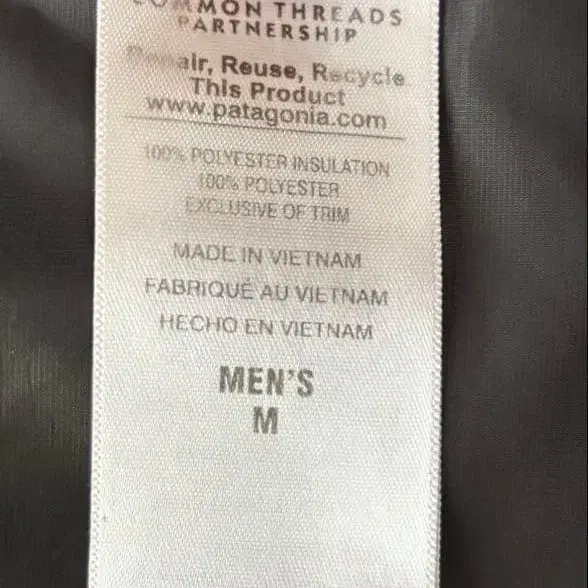 COMMON THREADS
PARTNERSHIP
Repair, Reuse, Recycle
This Product
www.patagonia.com
100% POLYESTER INSULATION
100% POLYESTER
EXCLUSIVE OF TRIM
MADE IN VIETNAM
FABRIQUÉ AU VIETNAM
HECHO EN VIETNAM
MEN'S
M